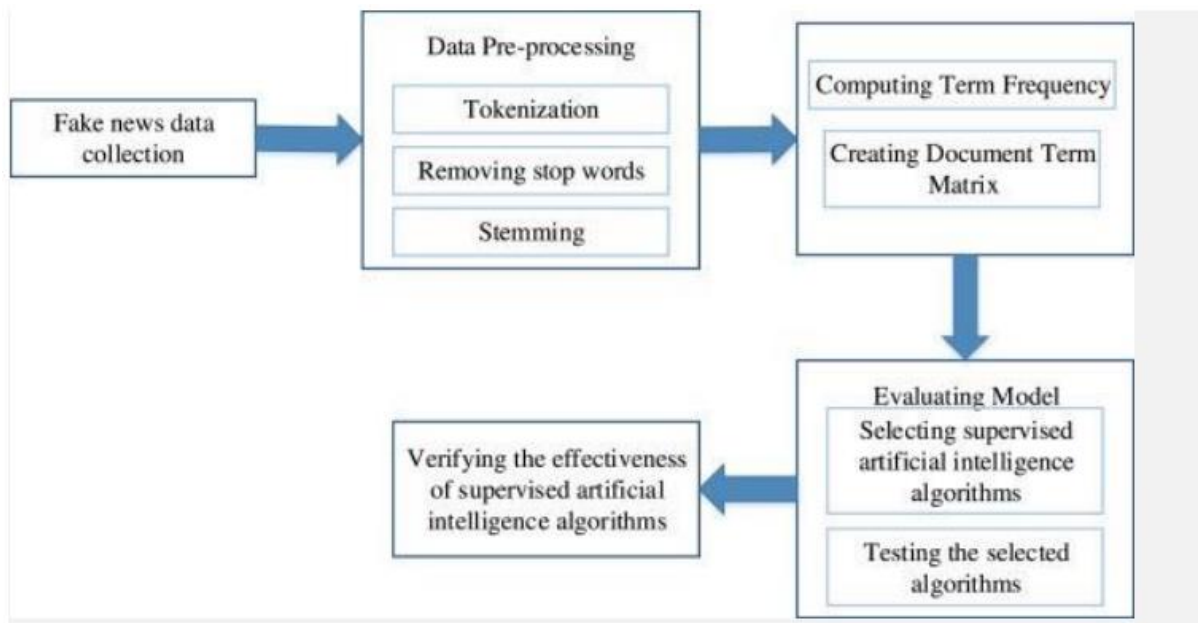 Fake news data
collection
Data Pre-processing
Tokenization
Removing stop words
Stemming
Computing Term Frequency
Creating Document Term
Matrix
Evaluating Model
Selecting supervised
artificial intelligence
algorithms
Testing the selected
algorithms
Verifying the effectiveness
of supervised artificial
intelligence algorithms